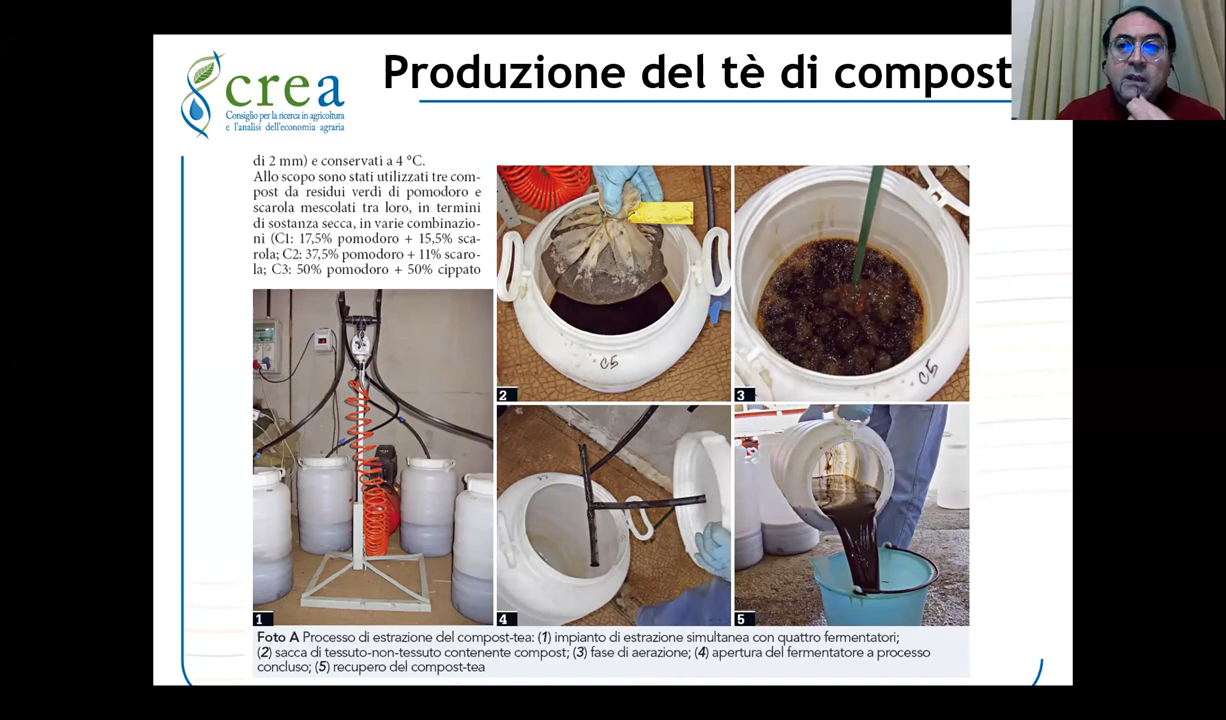 Produzione del tè di compost
crea
Consiglio per la ricerca in agricoltura
e l'analisi dell'economia agraria
di 2 mm) e conservati a 4 °C.
Allo scopo sono stati utilizzati tre com-
post da residui verdi di pomodoro e
scarola mescolati tra loro, in termini
di sostanza secca, in varie combinazio-
ni (C1: 17,5% pomodoro + 15,5% sca-
rola; C2: 37,5% pomodoro + 11% scaro-
la; C3: 50% pomodoro + 50% cippato
C5
2
C5
3
1
4
5
Foto A Processo di estrazione del compost-tea: (1) impianto di estrazione simultanea con quattro fermentatori;
(2) sacca di tessuto-non-tessuto contenente compost; (3) fase di aerazione; (4) apertura del fermentatore a processo
concluso; (5) recupero del compost-tea